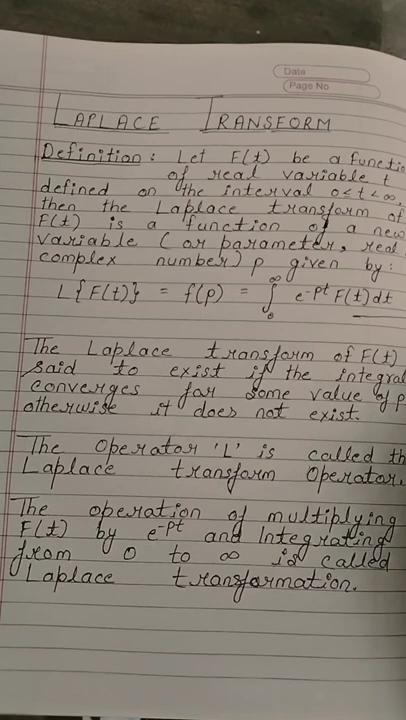 Date
Page No
LAPLACE TRANSFORM
Definition: Let F(t) be a functio
of real variable t
defined on the interval 0<t<∞,
then the Laplace transform of
F(t) is a function of a new
variable (or parameter, real
complex number) p given by:
L{F(t)} = f(p) = ∫₀^∞ e^-pt F(t) dt
The Laplace transform of F(t)
said to exist if the integral
converges for some value of p
otherwise it does not exist.
The Operator 'L' is called th
Laplace transform Operator.
The operation of multiplying
F(t) by e^-pt and Integrating
from 0 to ∞ is called
Laplace transformation.